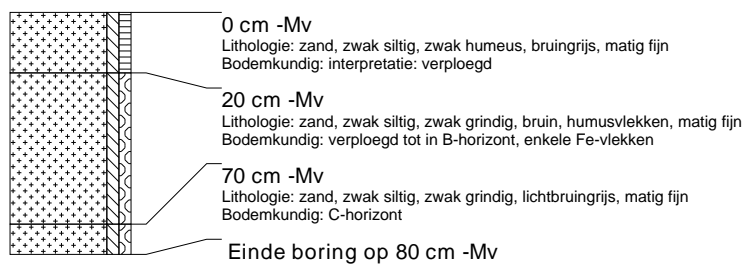 0 cm -Mv
Lithologie: zand, zwak siltig, zwak humeus, bruingrijs, matig fijn
Bodemkundig: interpretatie: verploegd
20 cm -Mv
Lithologie: zand, zwak siltig, zwak grindig, bruin, humusvlekken, matig fijn
Bodemkundig: verploegd tot in B-horizont, enkele Fe-vlekken
70 cm -Mv
Lithologie: zand, zwak siltig, zwak grindig, lichtbruingrijs, matig fijn
Bodemkundig: C-horizont
Einde boring op 80 cm -Mv